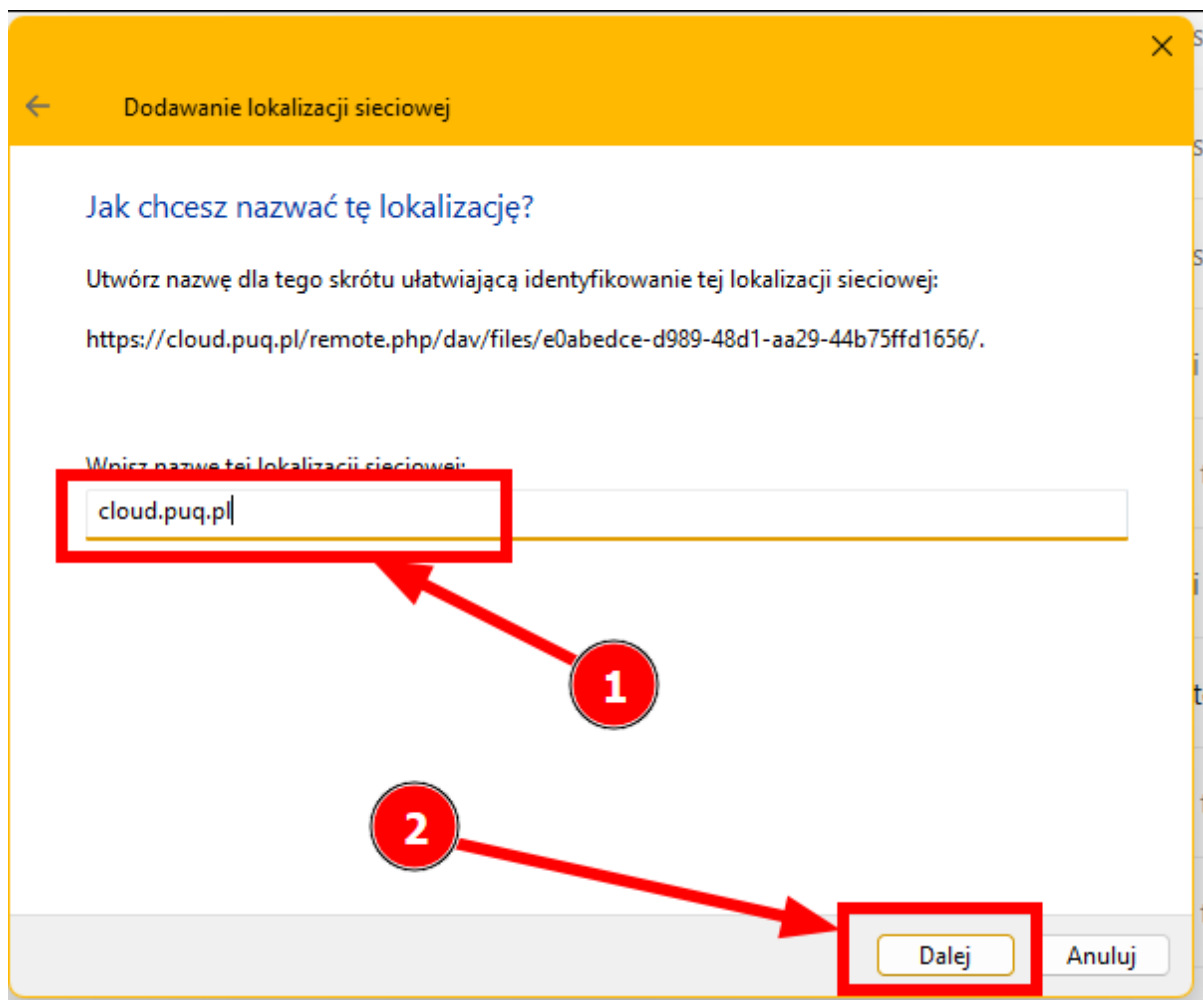 Dodawanie lokalizacji sieciowej
Jak chcesz nazwać tę lokalizację?
Utwórz nazwę dla tego skrótu ułatwiającą identyfikowanie tej lokalizacji sieciowej:
https://cloud.puq.pl/remote.php/dav/files/e0abedce-d989-48d1-aa29-44b75ffd1656/.
Wpisz nazwę tej lokalizacji sieciowej:
cloud.puq.pl
1
2
Dalej Anuluj